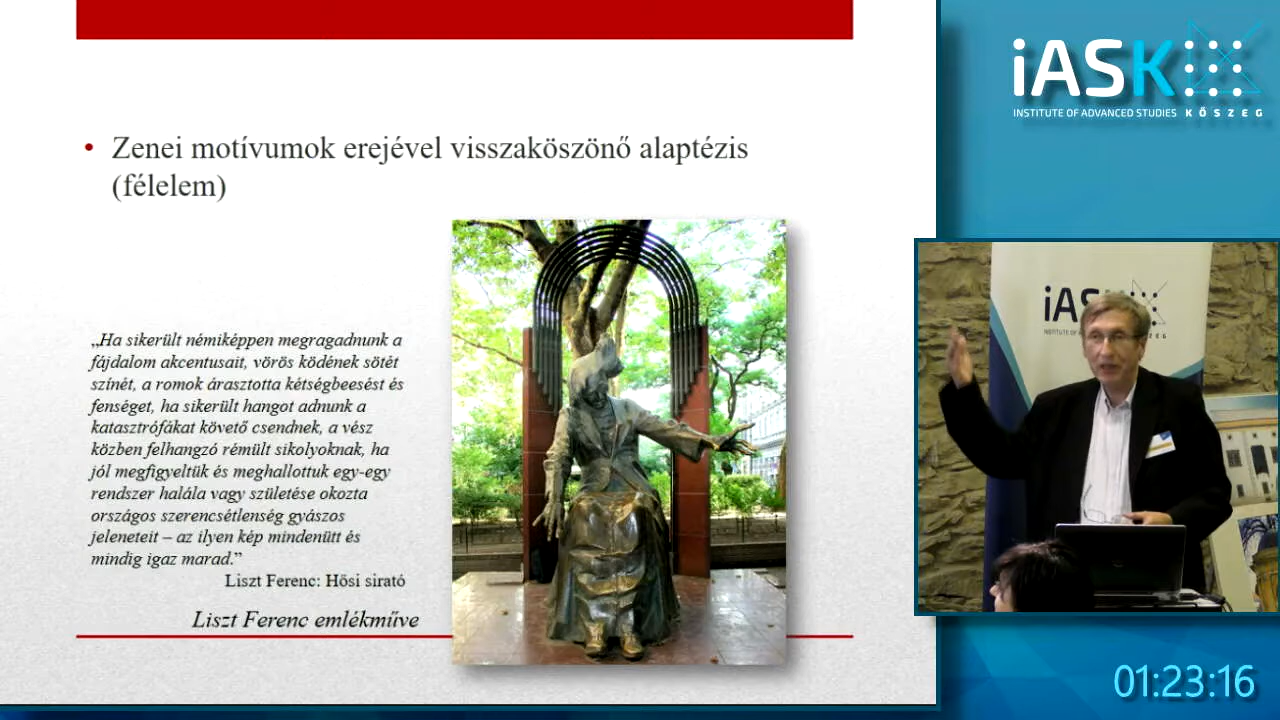 • Zenei motívumok erejével visszaköszönő alaptézis
(félelem)
„Ha sikerült némiképpen megragadnunk a
fájdalom akcentusait, vörös ködének sötét
színét, a romok árasztotta kétségbeesést és
fenséget, ha sikerült hangot adnunk a
katasztrófákat követő csendnek, a vész
közben felhangzó rémült sikolyoknak, ha
jól megfigyeltük és meghallottuk egy-egy
rendszer halála vagy születése okozta
országos szerencsétlenség gyászos
jeleneteit – az ilyen kép mindenütt és
mindig igaz marad.”
Liszt Ferenc: Hősi sirató
Liszt Ferenc emlékműve
iASK
INSTITUTE OF ADVANCED STUDIES KŐSZEG
01:23:16